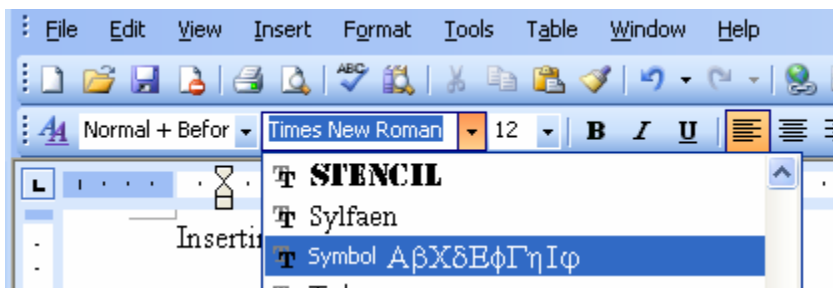 File Edit View Insert Format Tools Table Window Help
ABC
Normal + Befor Times New Roman 12 B I U
L
STENCIL
Sylfaen
Insertin
Symbol ΑβΧδΕφΓηΙϕ